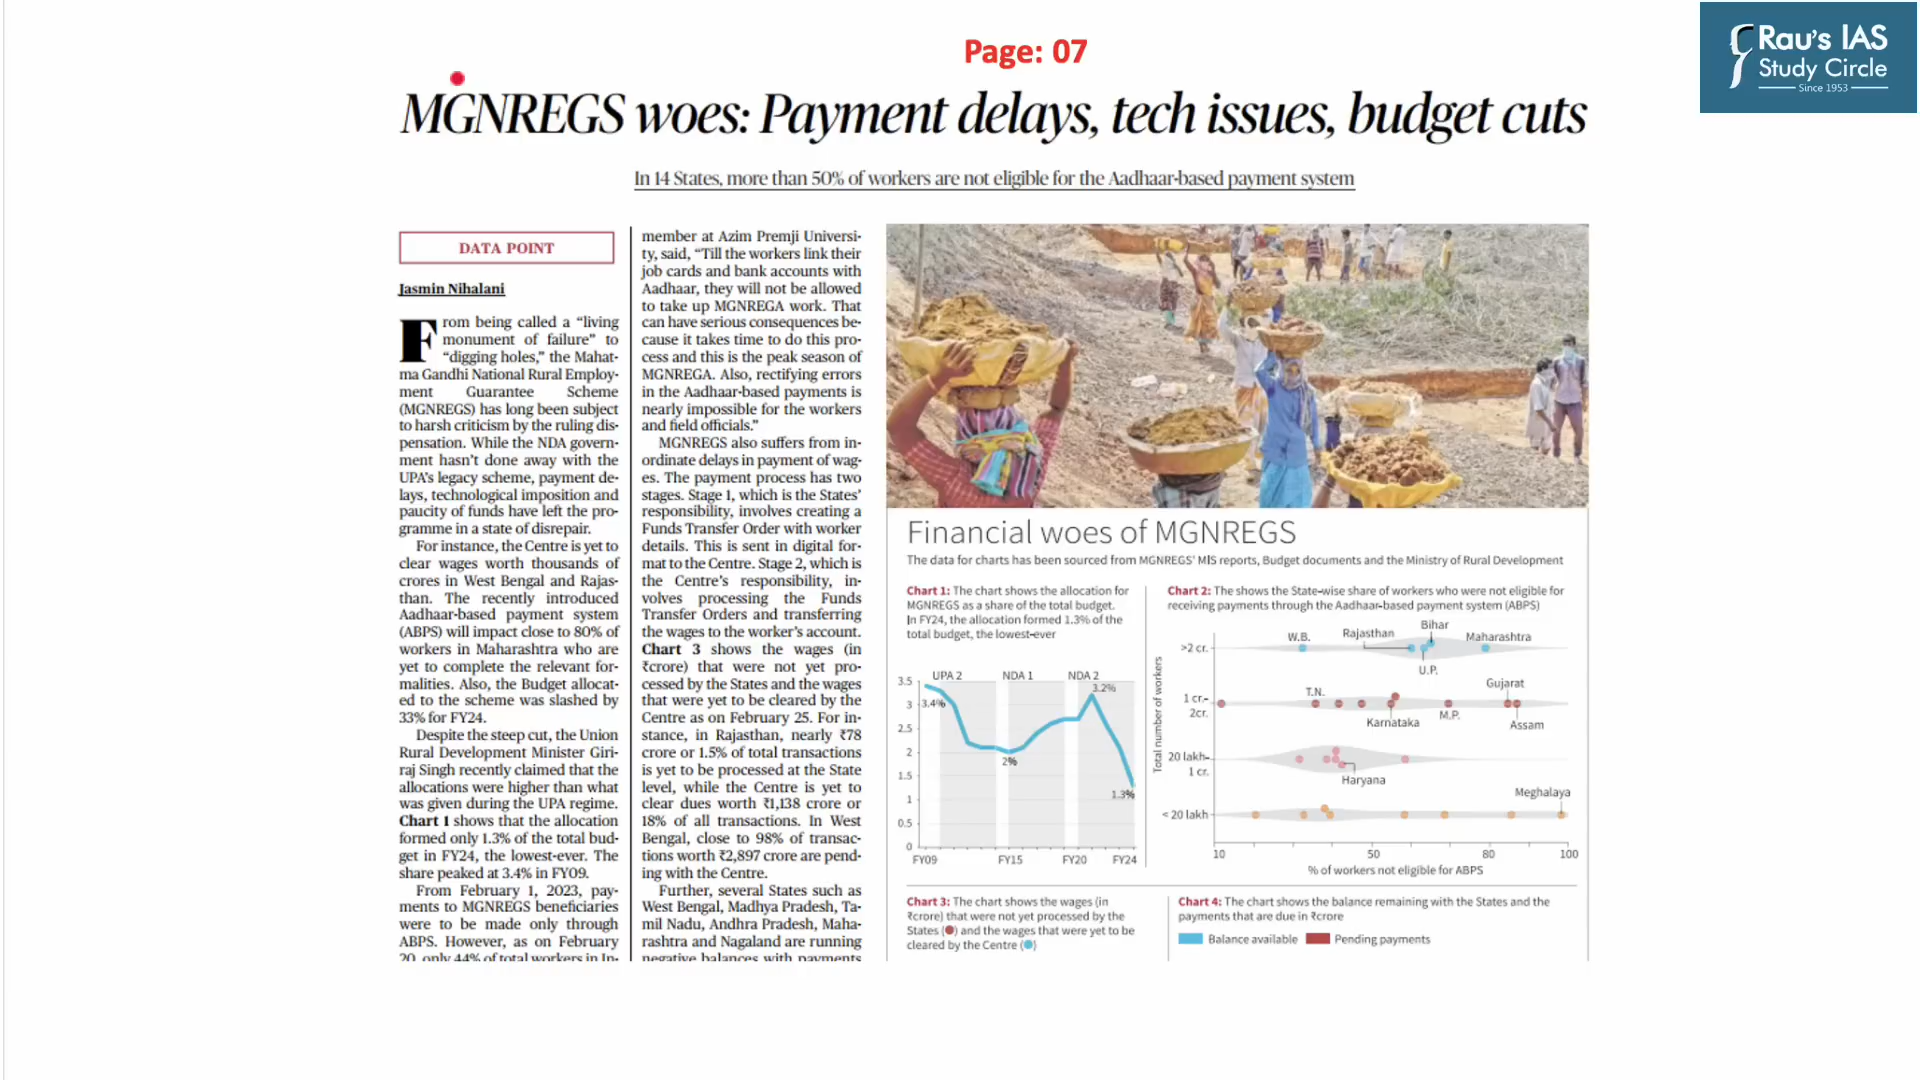 Page: 07
Rau's IAS
Study Circle
Since 1953
MGNREGS woes: Payment delays, tech issues, budget cuts
In 14 States, more than 50% of workers are not eligible for the Aadhaar-based payment system
DATA POINT
Jasmin Nihalani
From being called a “living
monument of failure” to
“digging holes,” the Mahat-
ma Gandhi National Rural Employ-
ment Guarantee Scheme
(MGNREGS) has long been subject
to harsh criticism by the ruling dis-
pensation. While the NDA govern-
ment hasn't done away with the
UPA's legacy scheme, payment de-
lays, technological imposition and
paucity of funds have left the pro-
gramme in a state of disrepair.
For instance, the Centre is yet to
clear wages worth thousands of
crores in West Bengal and Rajas-
than. The recently introduced
Aadhaar-based payment system
(ABPS) will impact close to 80% of
workers in Maharashtra who are
yet to complete the relevant for-
malities. Also, the Budget allocat-
ed to the scheme was slashed by
33% for FY24.
Despite the steep cut, the Union
Rural Development Minister Giri-
raj Singh recently claimed that the
allocations were higher than what
was given during the UPA regime.
Chart 1 shows that the allocation
formed only 1.3% of the total bud-
get in FY24, the lowest-ever. The
share peaked at 3.4% in FY09.
From February 1, 2023, pay-
ments to MGNREGS beneficiaries
were to be made only through
ABPS. However, as on February
20, only 44% of total workers in In-
member at Azim Premji Universi-
ty, said, “Till the workers link their
job cards and bank accounts with
Aadhaar, they will not be allowed
to take up MGNREGA work. That
can have serious consequences be-
cause it takes time to do this pro-
cess and this is the peak season of
MGNREGA. Also, rectifying errors
in the Aadhaar-based payments is
nearly impossible for the workers
and field officials.”
MGNREGS also suffers from in-
ordinate delays in payment of wag-
es. The payment process has two
stages. Stage 1, which is the States'
responsibility, involves creating a
Funds Transfer Order with worker
details. This is sent in digital for-
mat to the Centre. Stage 2, which is
the Centre's responsibility, in-
volves processing the Funds
Transfer Orders and transferring
the wages to the worker's account.
Chart 3 shows the wages (in
₹crore) that were not yet pro-
cessed by the States and the wages
that were yet to be cleared by the
Centre as on February 25. For in-
stance, in Rajasthan, nearly ₹78
crore or 1.5% of total transactions
is yet to be processed at the State
level, while the Centre is yet to
clear dues worth ₹1,138 crore or
18% of all transactions. In West
Bengal, close to 98% of transac-
tions worth ₹2,897 crore are pend-
ing with the Centre.
Further, several States such as
West Bengal, Madhya Pradesh, Ta-
mil Nadu, Andhra Pradesh, Maha-
rashtra and Nagaland are running
negative balances with payments
Financial woes of MGNREGS
The data for charts has been sourced from MGNREGS' MIS reports, Budget documents and the Ministry of Rural Development
Chart 1: The chart shows the allocation for
MGNREGS as a share of the total budget.
In FY24, the allocation formed 1.3% of the
total budget, the lowest-ever
UPA 2 NDA 1 NDA 2
3.5
3
2.5
2
1.5
1
0.5
0
3.4%
2%
3.2%
1.3%
FY09 FY15 FY20 FY24
Chart 2: The shows the State-wise share of workers who were not eligible for
receiving payments through the Aadhaar-based payment system (ABPS)
Total number of workers
>2 cr.
W.B.
Rajasthan
Bihar
U.P.
Maharashtra
1 cr.-
2cr.
T.N.
Karnataka
M.P.
Gujarat
Assam
20 lakh-
1 cr.
Haryana
< 20 lakh
Meghalaya
10 50 80 100
% of workers not eligible for ABPS
Chart 3: The chart shows the wages (in
₹crore) that were not yet processed by the
States ( ) and the wages that were yet to be
cleared by the Centre ( )
Chart 4: The chart shows the balance remaining with the States and the
payments that are due in ₹crore
Balance available Pending payments